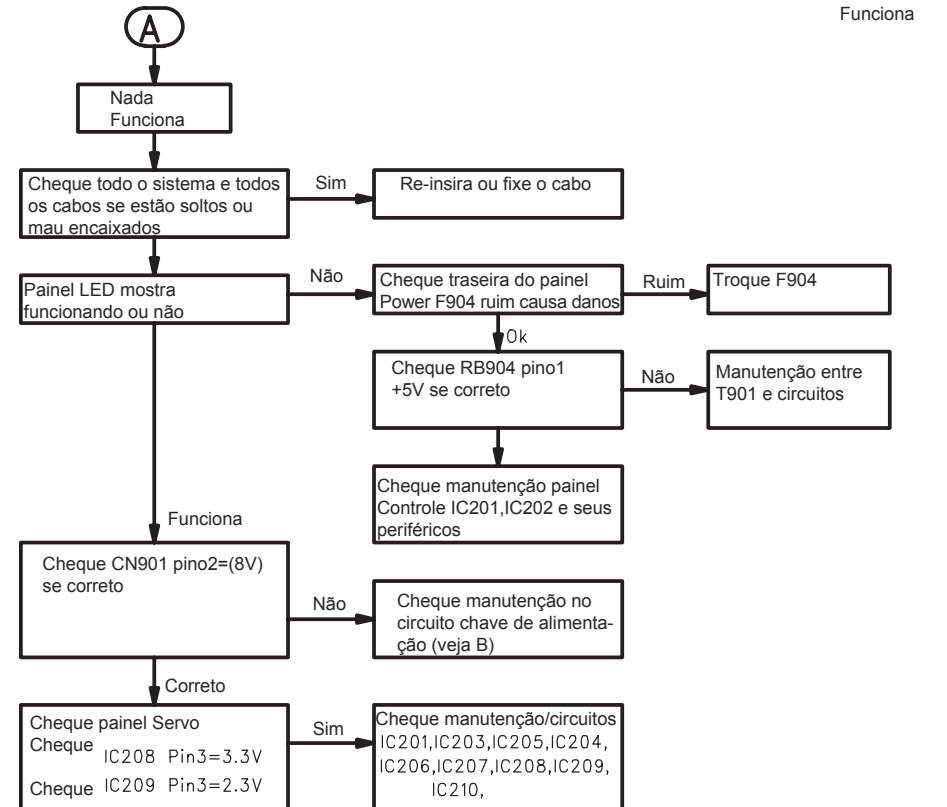 Funciona
A
Nada
Funciona
Cheque todo o sistema e todos
os cabos se estão soltos ou
mau encaixados
Sim
Re-insira ou fixe o cabo
Painel LED mostra
funcionando ou não
Não
Cheque traseira do painel
Power F904 ruim causa danos
Ruim
Troque F904
Ok
Cheque RB904 pino1
+5V se correto
Não
Manutenção entre
T901 e circuitos
Cheque manutenção painel
Controle IC201,IC202 e seus
periféricos
Funciona
Cheque CN901 pino2=(8V)
se correto
Não
Cheque manutenção no
circuito chave de alimenta-
ção (veja B)
Correto
Cheque painel Servo
Cheque IC208 Pin3=3.3V
Cheque IC209 Pin3=2.3V
Sim
Cheque manutenção/circuitos
IC201,IC203,IC205,IC204,
IC206,IC207,IC208,IC209,
IC210,